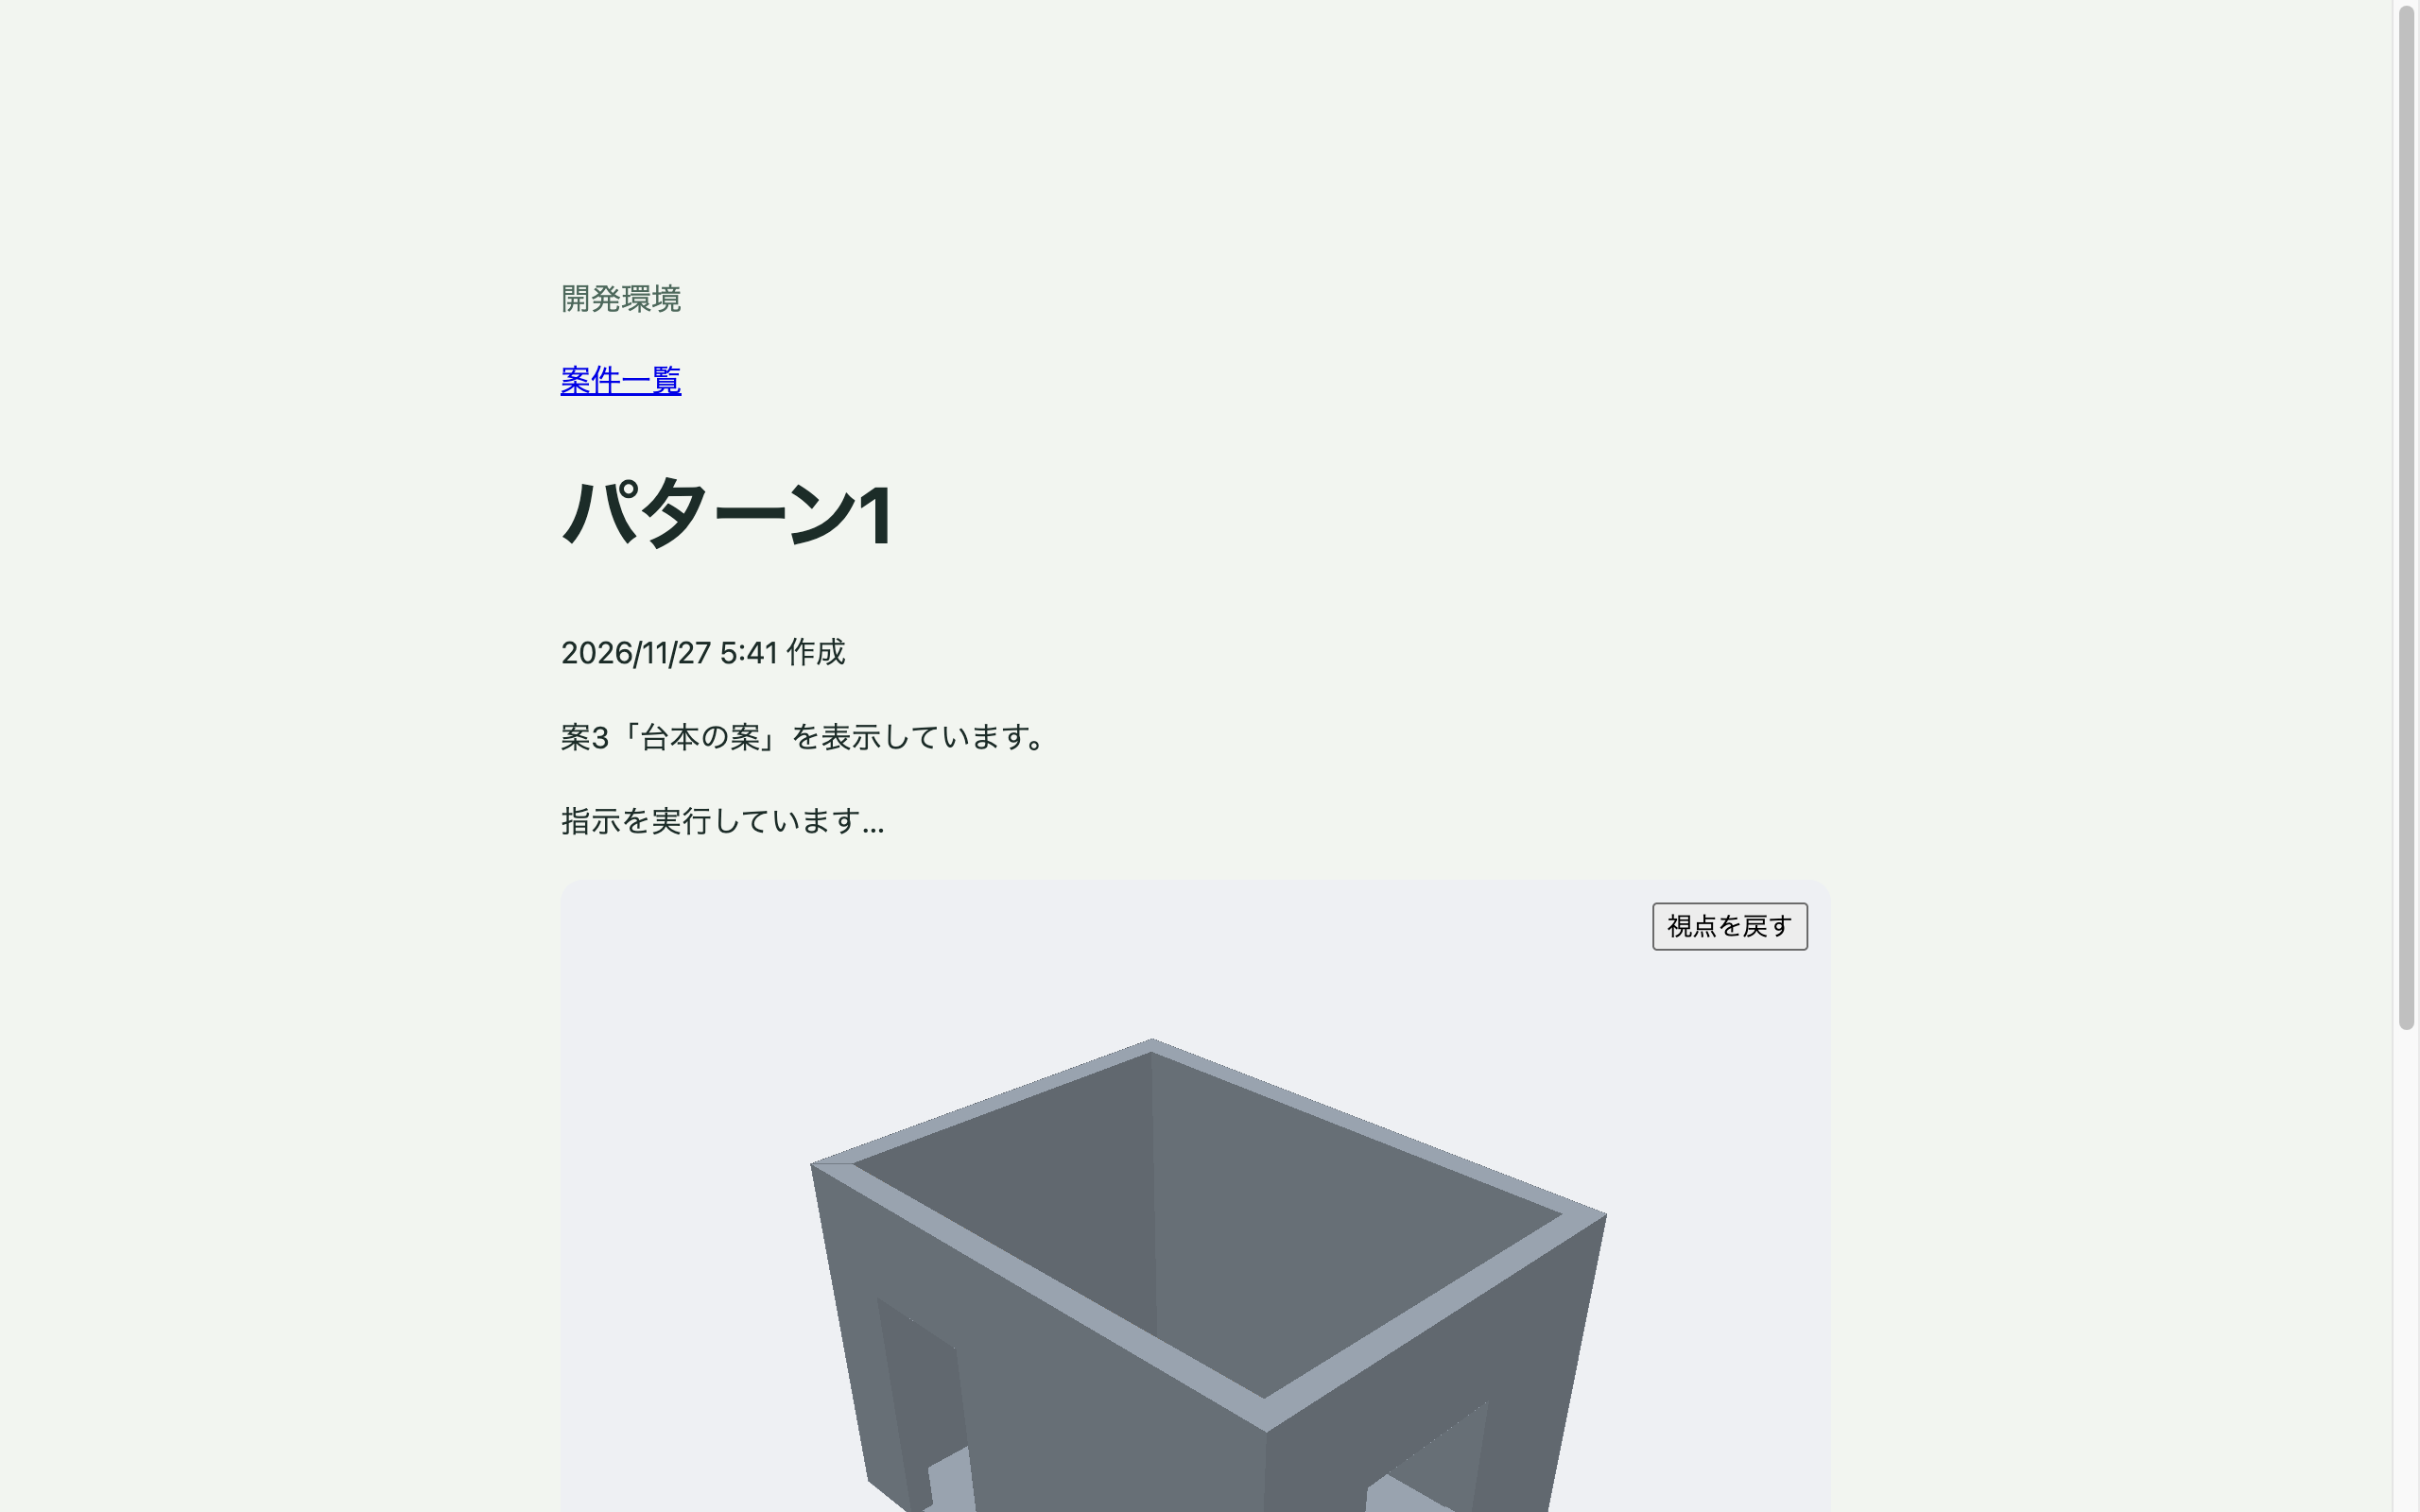 開発環境
案件一覧
パターン1
2026/11/27 5:41 作成
案3「台本の案」を表示しています。
指示を実行しています...
視点を戻す